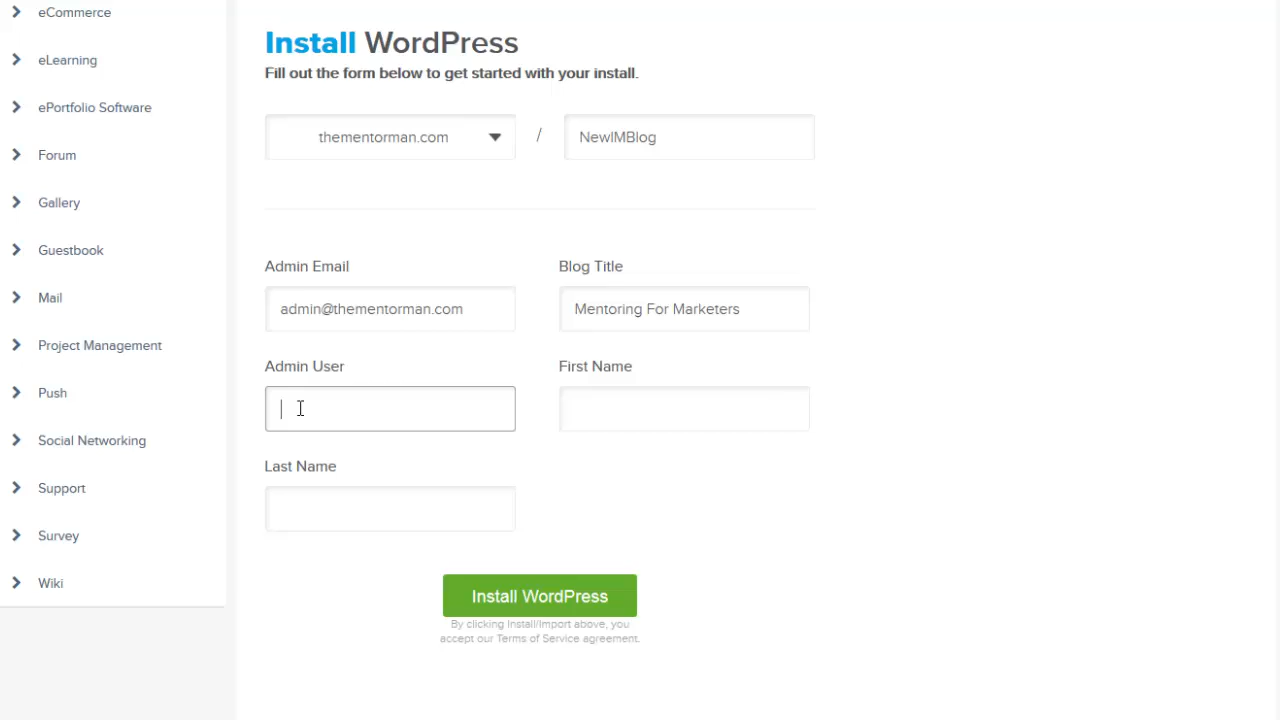 eCommerce
eLearning
ePortfolio Software
Forum
Gallery
Guestbook
Mail
Project Management
Push
Social Networking
Support
Survey
Wiki
Install WordPress
Fill out the form below to get started with your install.
thementorman.com / NewIMBlog
Admin Email
Blog Title
admin@thementorman.com
Mentoring For Marketers
Admin User
First Name
Last Name
Install WordPress
By clicking Install/Import above, you
accept our Terms of Service agreement.